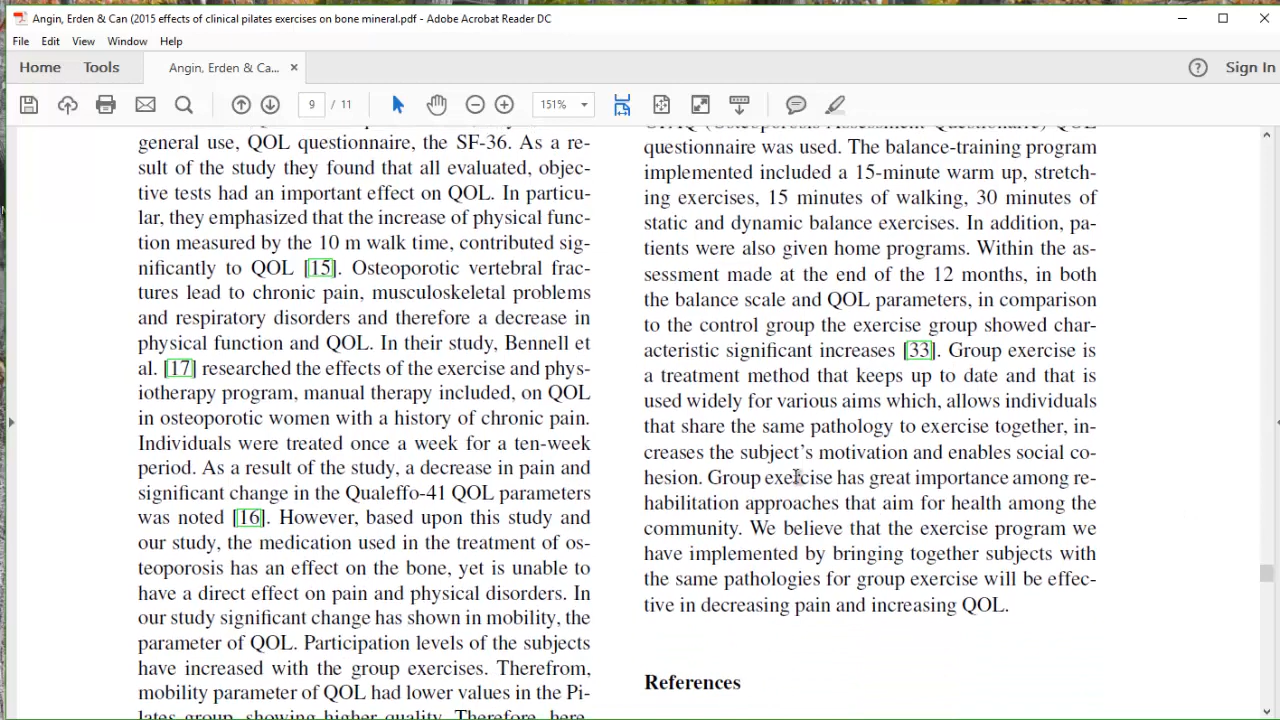 Angin, Erden & Can (2015 effects of clinical pilates exercises on bone mineral.pdf - Adobe Acrobat Reader DC
File Edit View Window Help
Home Tools Angin, Erden & Ca... × ? Sign In
9 / 11 151%
general use, QOL questionnaire, the SF-36. As a re-
sult of the study they found that all evaluated, objec-
tive tests had an important effect on QOL. In particu-
lar, they emphasized that the increase of physical func-
tion measured by the 10 m walk time, contributed sig-
nificantly to QOL [15]. Osteoporotic vertebral frac-
tures lead to chronic pain, musculoskeletal problems
and respiratory disorders and therefore a decrease in
physical function and QOL. In their study, Bennell et
al. [17] researched the effects of the exercise and phys-
iotherapy program, manual therapy included, on QOL
in osteoporotic women with a history of chronic pain.
Individuals were treated once a week for a ten-week
period. As a result of the study, a decrease in pain and
significant change in the Qualeffo-41 QOL parameters
was noted [16]. However, based upon this study and
our study, the medication used in the treatment of os-
teoporosis has an effect on the bone, yet is unable to
have a direct effect on pain and physical disorders. In
our study significant change has shown in mobility, the
parameter of QOL. Participation levels of the subjects
have increased with the group exercises. Therefrom,
mobility parameter of QOL had lower values in the Pi-
lates group, showing higher quality. Therefore, here,
(Osteoporosis Assessment Questionaire) QOL
questionnaire was used. The balance-training program
implemented included a 15-minute warm up, stretch-
ing exercises, 15 minutes of walking, 30 minutes of
static and dynamic balance exercises. In addition, pa-
tients were also given home programs. Within the as-
sessment made at the end of the 12 months, in both
the balance scale and QOL parameters, in comparison
to the control group the exercise group showed char-
acteristic significant increases [33]. Group exercise is
a treatment method that keeps up to date and that is
used widely for various aims which, allows individuals
that share the same pathology to exercise together, in-
creases the subject's motivation and enables social co-
hesion. Group exercise has great importance among re-
habilitation approaches that aim for health among the
community. We believe that the exercise program we
have implemented by bringing together subjects with
the same pathologies for group exercise will be effec-
tive in decreasing pain and increasing QOL.
References